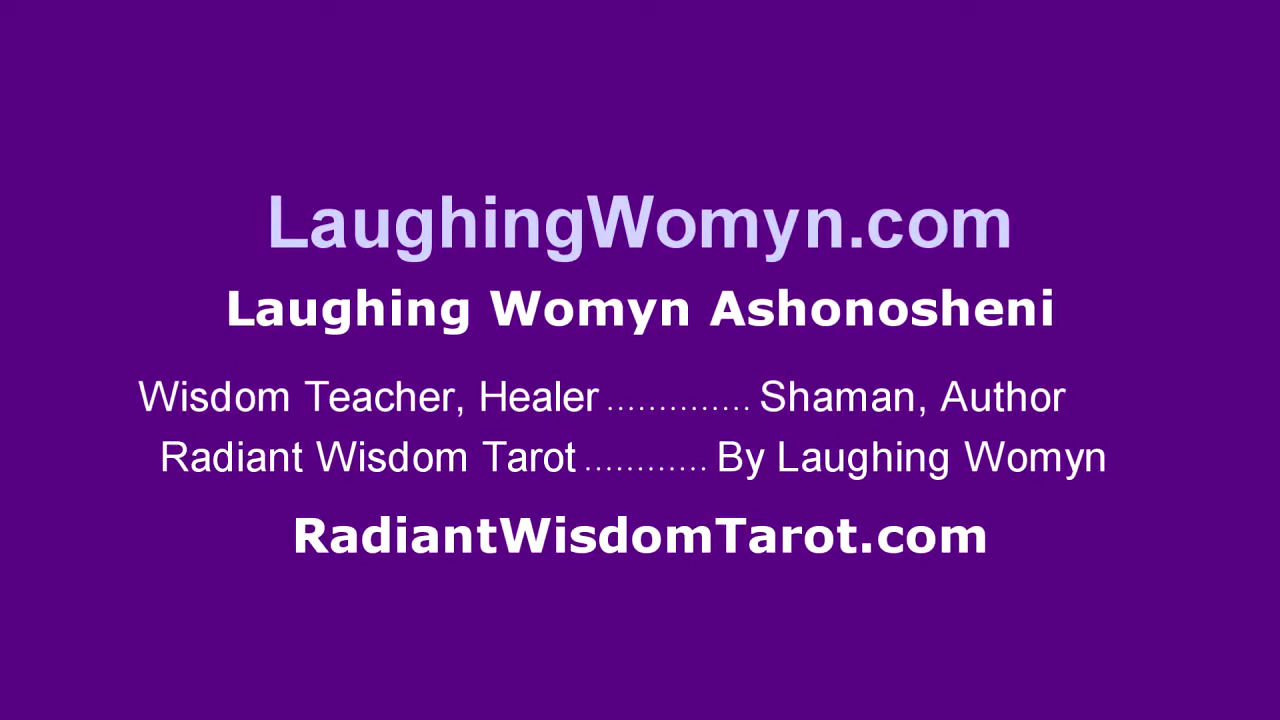 LaughingWomyn.com
Laughing Womyn Ashonosheni
Wisdom Teacher, Healer .............. Shaman, Author
Radiant Wisdom Tarot ............ By Laughing Womyn
RadiantWisdomTarot.com